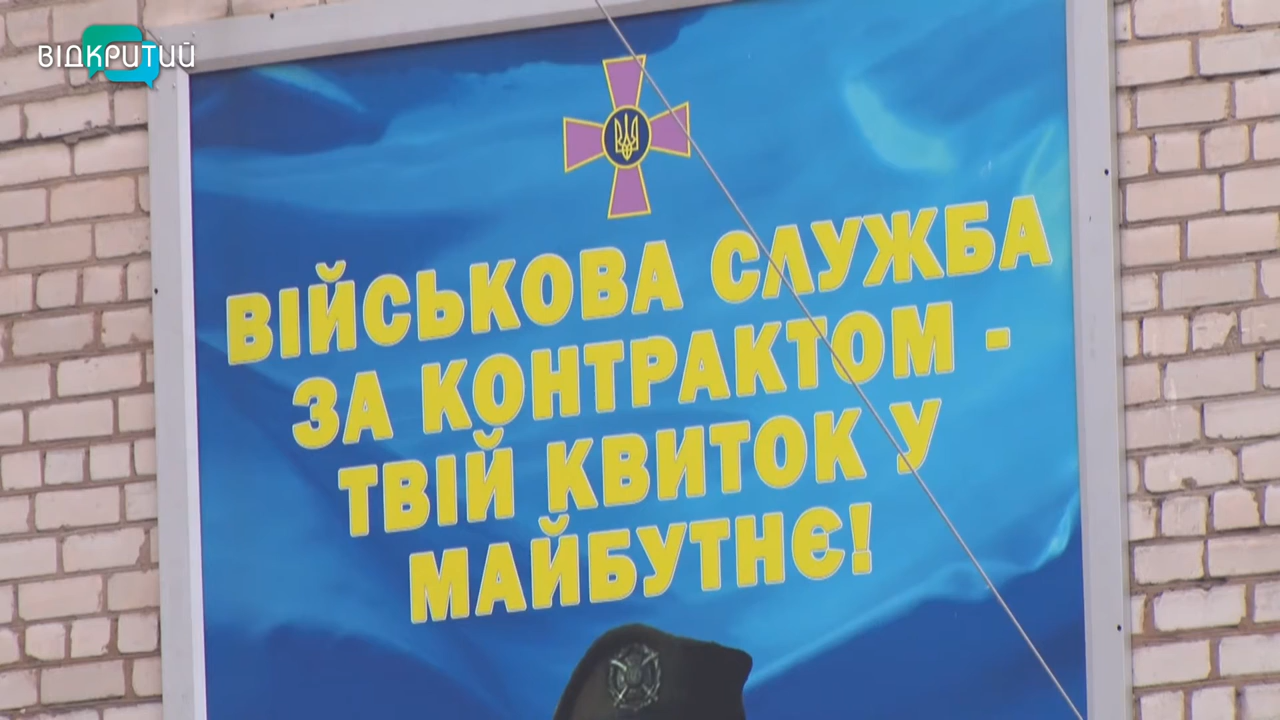 ВІДКРИТИЙ
ВІЙСЬКОВА СЛУЖБА
ЗА КОНТРАКТОМ -
ТВІЙ КВИТОК У
МАЙБУТНЄ!